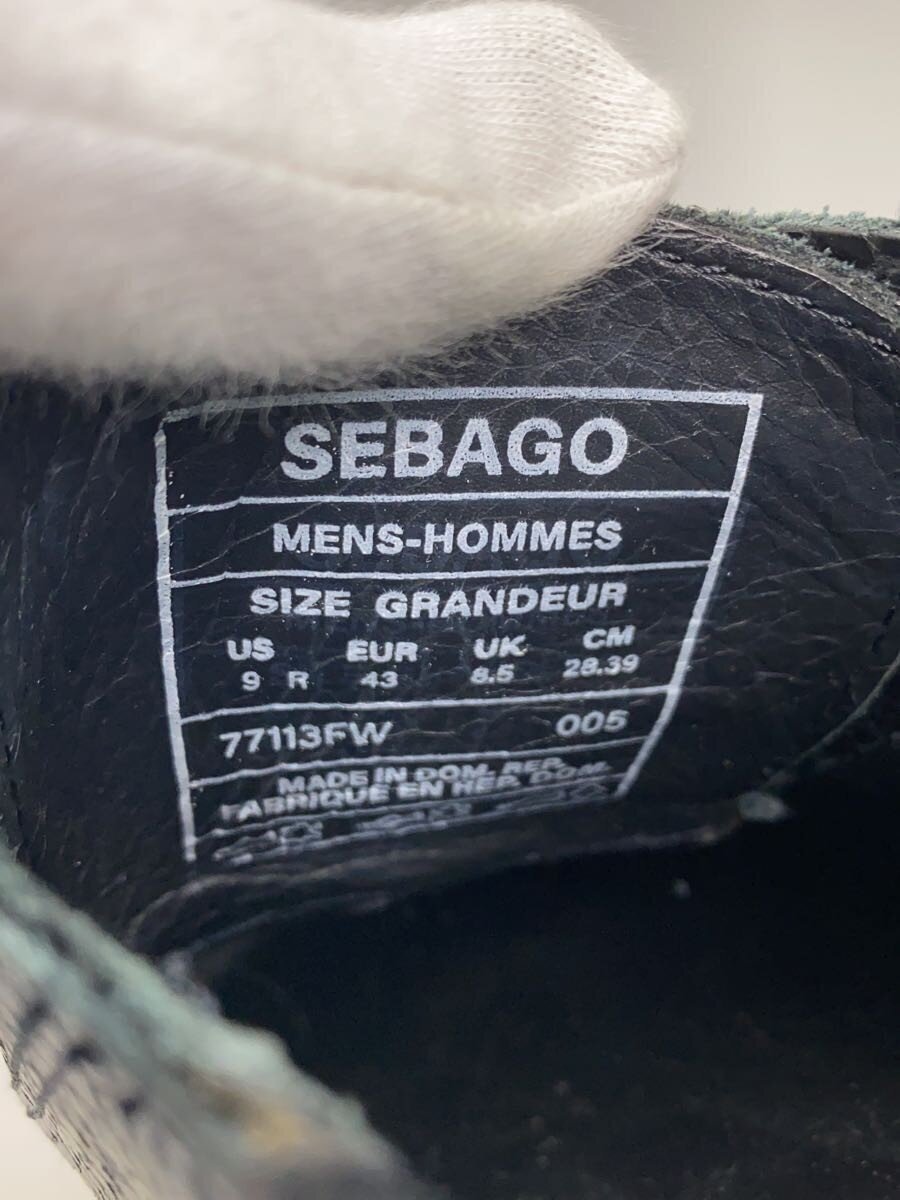 SEBAGO
MENS-HOMMES
SIZE GRANDEUR
US EUR UK CM
9 R 43 8.5 28.39
77113FW 005
MADE IN DOM. REP.
FABRIQUE EN REP. DOM.